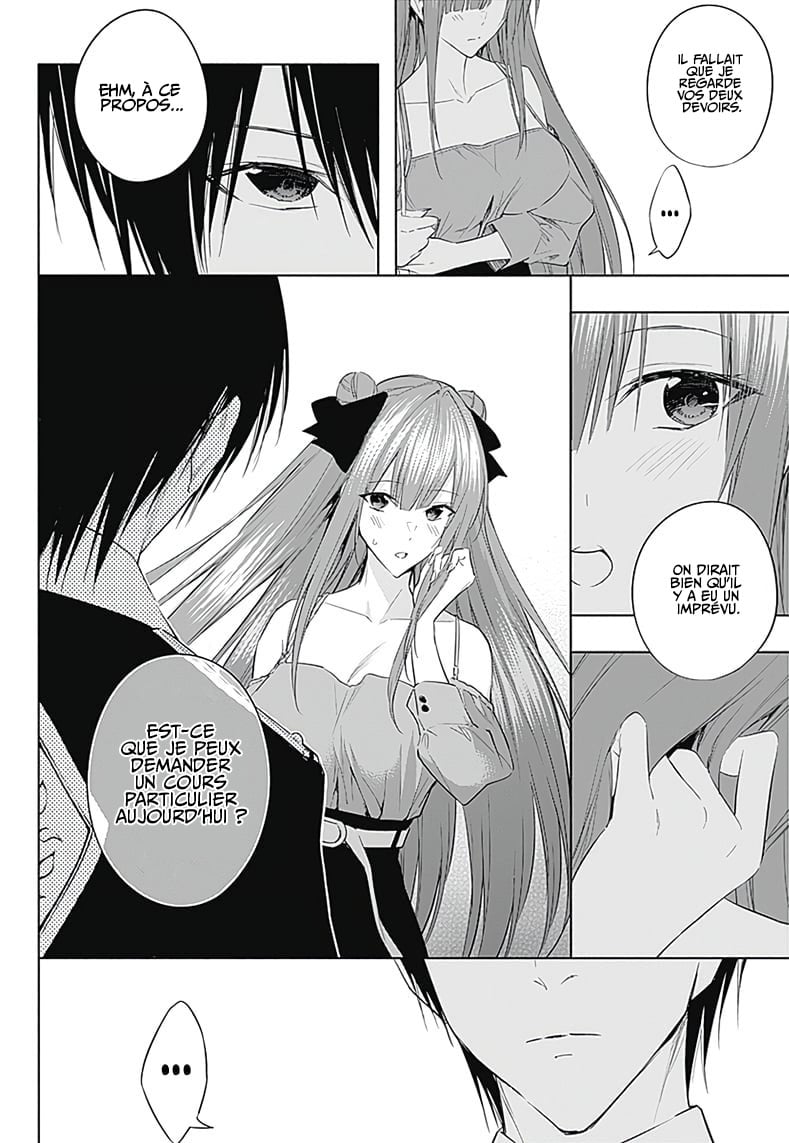 IL FALLAIT
QUE JE
REGARDE
VOS DEUX
DEVOIRS.
...
EHM, À CE
PROPOS...
ON DIRAIT
BIEN QU'IL
Y A EU UN
IMPRÉVU.
EST-CE
QUE JE PEUX
DEMANDER
UN COURS
PARTICULIER
AUJOURD'HUI ?
...